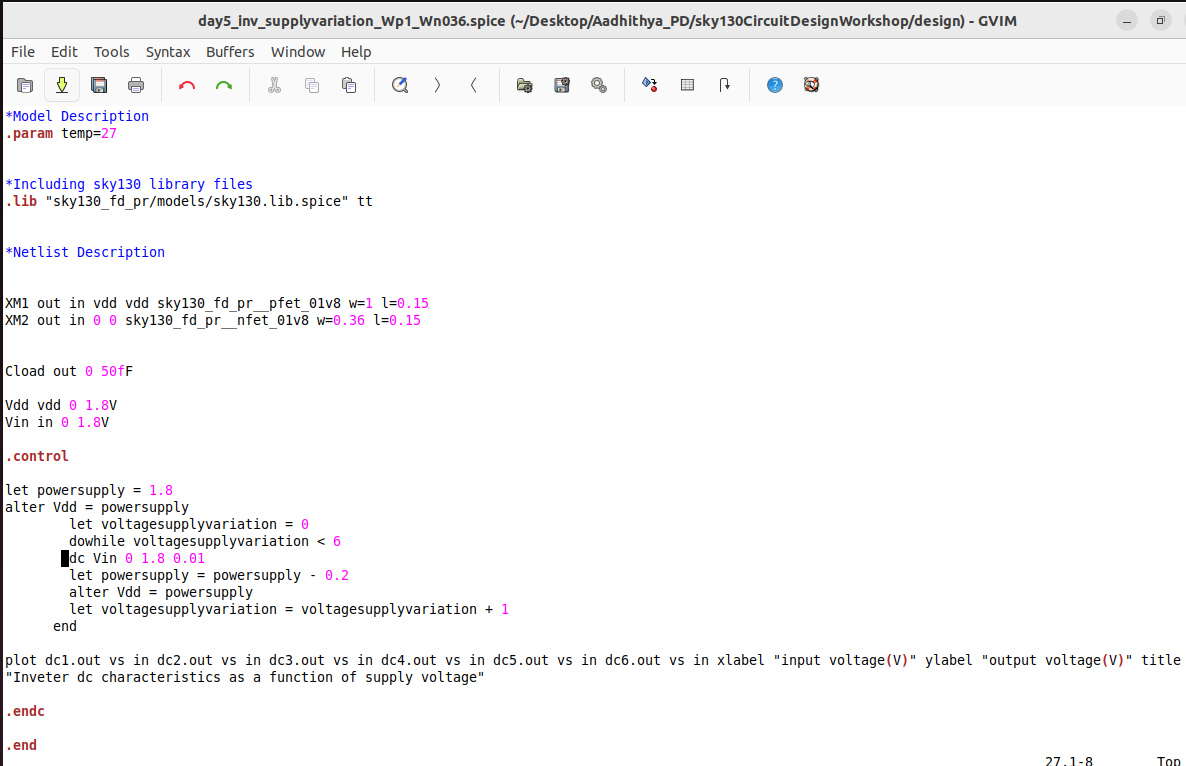 day5_inv_supplyvariation_Wp1_Wn036.spice (~/Desktop/Aadhithya_PD/sky130CircuitDesignWorkshop/design) - GVIM
File Edit Tools Syntax Buffers Window Help
*Model Description
.param temp=27
*Including sky130 library files
.lib "sky130_fd_pr/models/sky130.lib.spice" tt
*Netlist Description
XM1 out in vdd vdd sky130_fd_pr__pfet_01v8 w=1 l=0.15
XM2 out in 0 0 sky130_fd_pr__nfet_01v8 w=0.36 l=0.15
Cload out 0 50fF
Vdd vdd 0 1.8V
Vin in 0 1.8V
.control
let powersupply = 1.8
alter Vdd = powersupply
let voltagesupplyvariation = 0
dowhile voltagesupplyvariation < 6
dc Vin 0 1.8 0.01
let powersupply = powersupply - 0.2
alter Vdd = powersupply
let voltagesupplyvariation = voltagesupplyvariation + 1
end
plot dc1.out vs in dc2.out vs in dc3.out vs in dc4.out vs in dc5.out vs in dc6.out vs in xlabel "input voltage(V)" ylabel "output voltage(V)" title
"Inveter dc characteristics as a function of supply voltage"
.endc
.end
27,1-8 Top